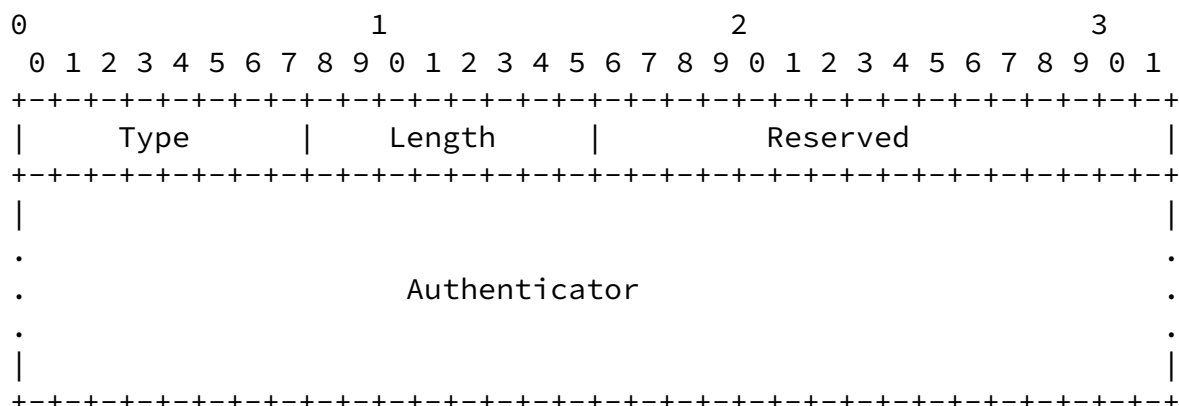 0                   1                   2                   3
 0 1 2 3 4 5 6 7 8 9 0 1 2 3 4 5 6 7 8 9 0 1 2 3 4 5 6 7 8 9 0 1
+-+-+-+-+-+-+-+-+-+-+-+-+-+-+-+-+-+-+-+-+-+-+-+-+-+-+-+-+-+-+-+-+
|     Type      |    Length     |         Reserved              |
+-+-+-+-+-+-+-+-+-+-+-+-+-+-+-+-+-+-+-+-+-+-+-+-+-+-+-+-+-+-+-+-+
|                                                               |
.                                                               .
.                     Authenticator                             .
.                                                               .
|                                                               |
+-+-+-+-+-+-+-+-+-+-+-+-+-+-+-+-+-+-+-+-+-+-+-+-+-+-+-+-+-+-+-+-+